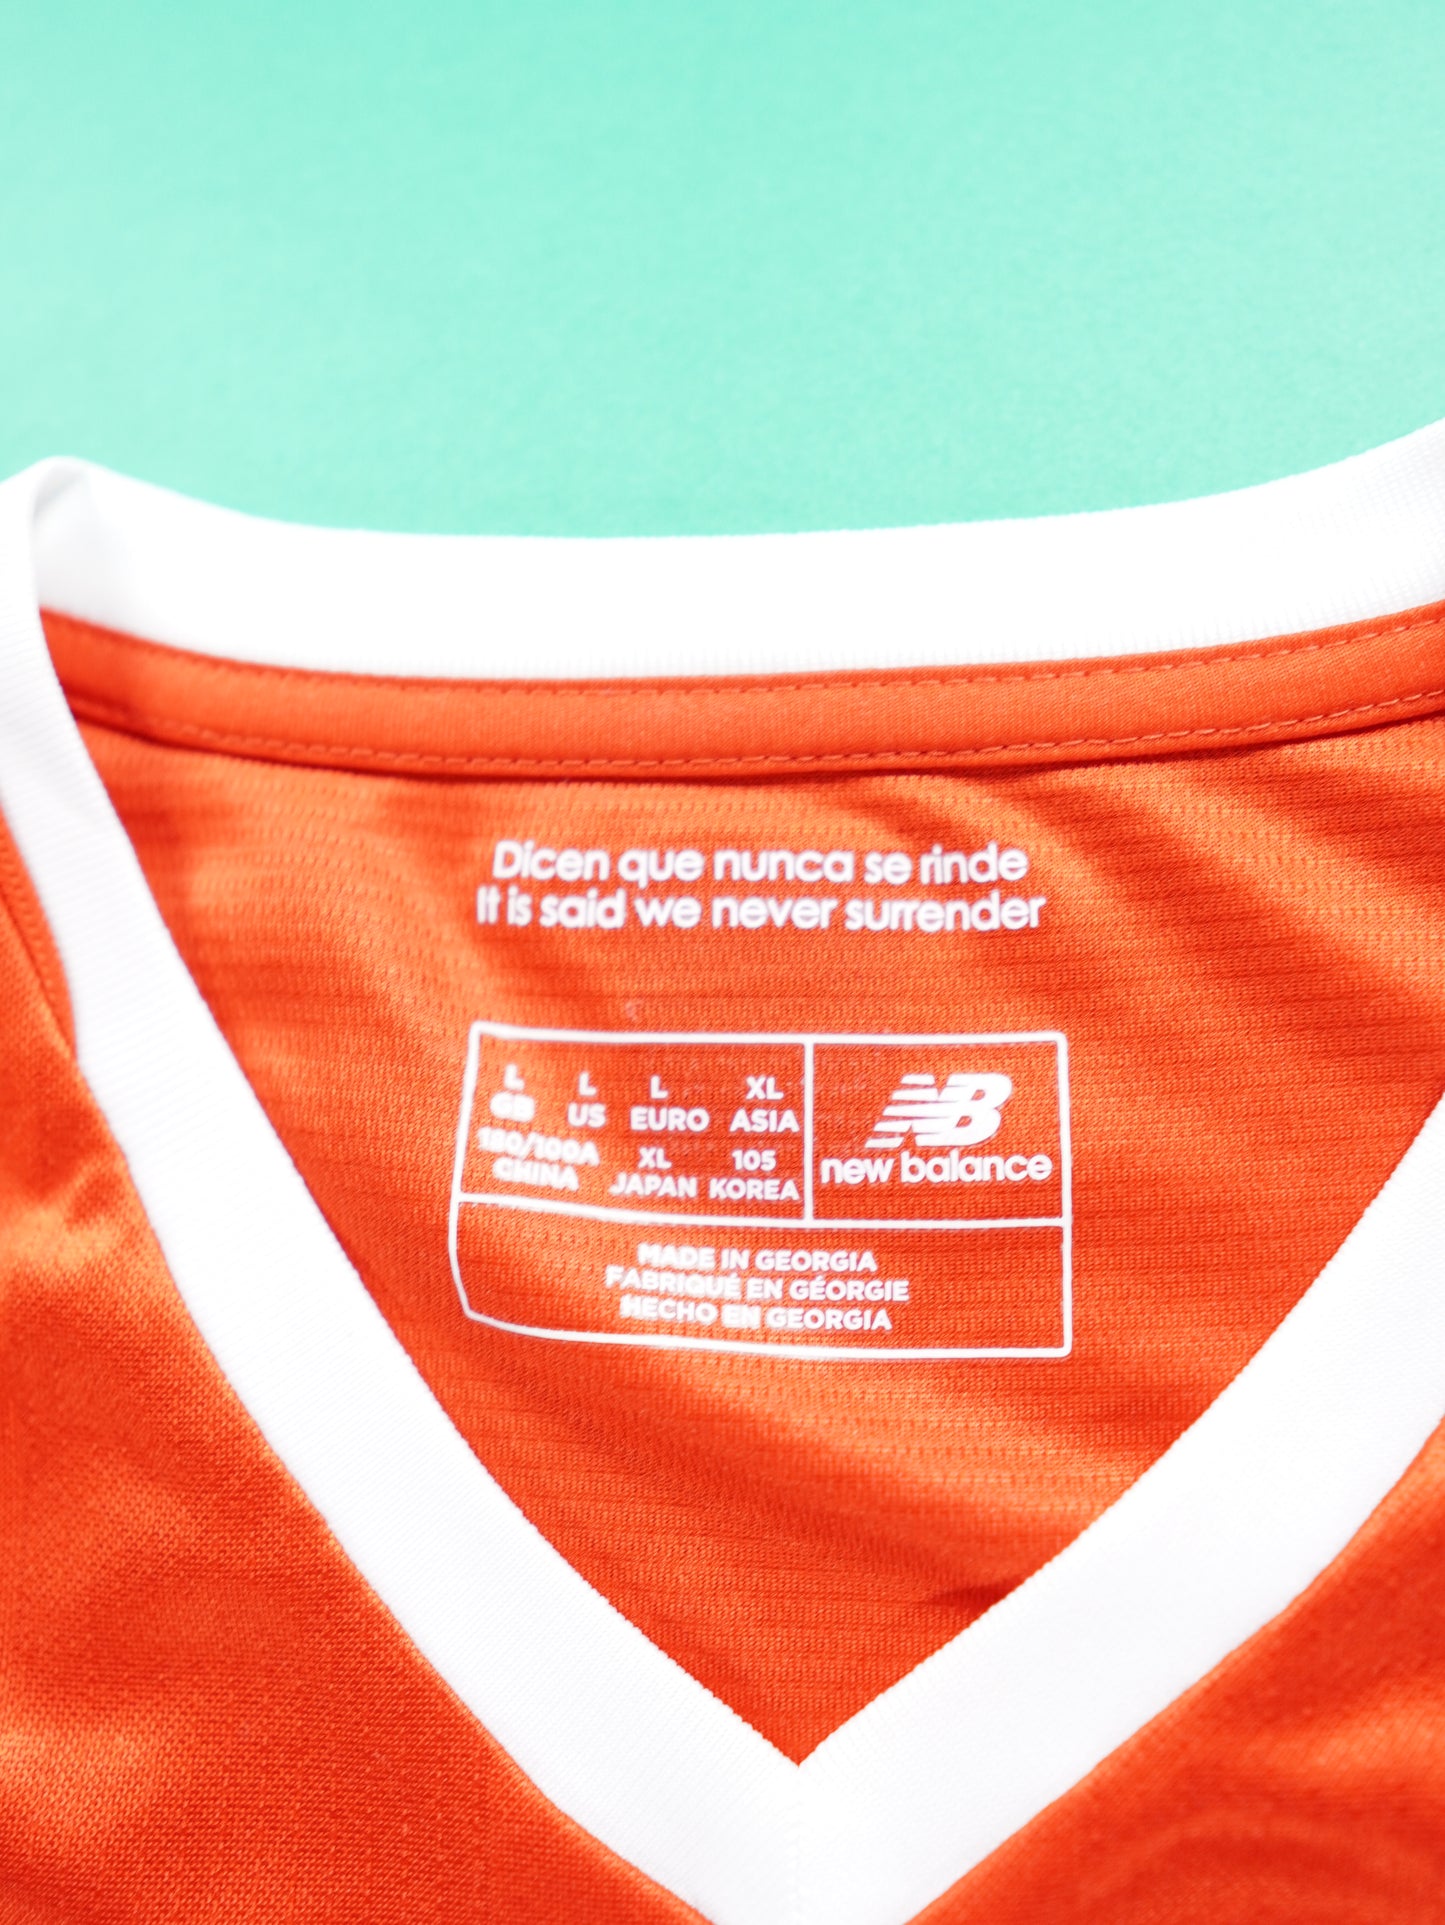 Dicen que nunca se rinde
It is said we never surrender
L L L XL
GB US EURO ASIA
180/100A XL 105
CHINA JAPAN KOREA
NB
new balance
MADE IN GEORGIA
FABRIQUÉ EN GÉORGIE
HECHO EN GEORGIA